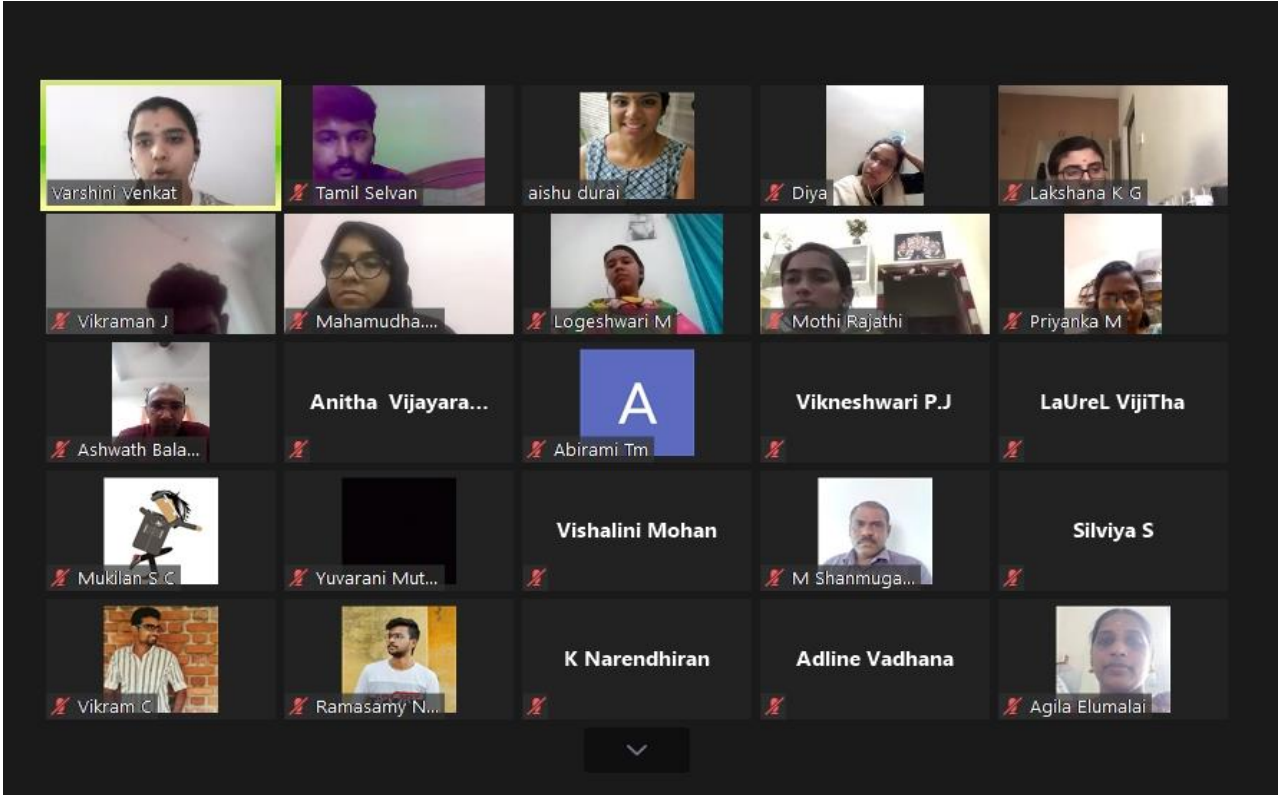 Varshini Venkat
Tamil Selvan
aishu durai
Diya
Lakshana K G
Vikraman J
Mahamudha....
Logeshwari M
Mothi Rajathi
Priyanka M
Ashwath Bala...
Anitha Vijayara...
A
Abirami Tm
Vikneshwari P.J
LaUreL VijiTha
Mukilan S C
Yuvarani Mut...
Vishalini Mohan
M Shanmuga...
Silviya S
Vikram C
Ramasamy N...
K Narendhiran
Adline Vadhana
Agila Elumalai